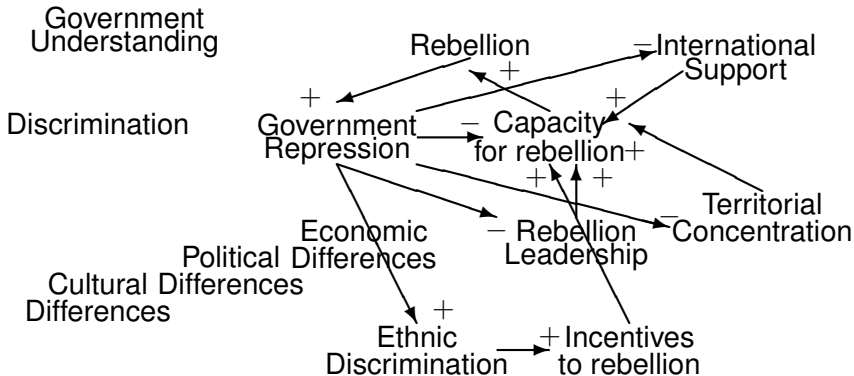 Government
Understanding
Rebellion
−International
Support
+
+
+
Discrimination
Government
Repression
−
Capacity
for rebellion+
+
+
Territorial
Concentration
−
Economic
Differences
− Rebellion
Leadership
Political
Differences
Cultural
Differences
+
Ethnic
Discrimination
+
Incentives
to rebellion